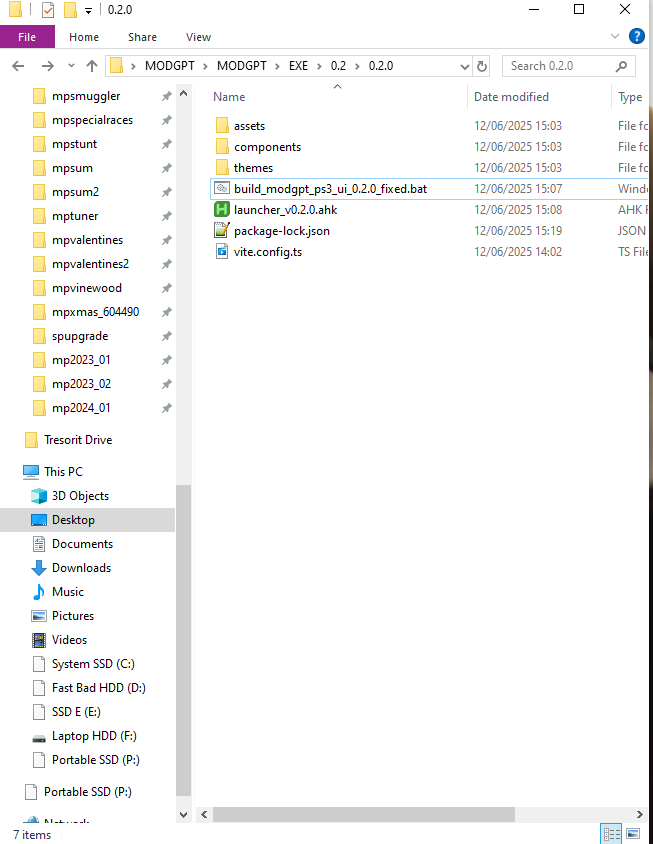 0.2.0
File Home Share View
MODGPT MODGPT EXE 0.2 0.2.0 Search 0.2.0
Name Date modified Type
mpsmuggler
mpspecialraces
mpstunt
mpsum
mpsum2
mptuner
mpvalentines
mpvalentines2
mpvinewood
mpxmas_604490
spupgrade
mp2023_01
mp2023_02
mp2024_01
Tresorit Drive
This PC
3D Objects
Desktop
Documents
Downloads
Music
Pictures
Videos
System SSD (C:)
Fast Bad HDD (D:)
SSD E (E:)
Laptop HDD (F:)
Portable SSD (P:)
Portable SSD (P:)
Network
assets 12/06/2025 15:03 File fo
components 12/06/2025 15:03 File fo
themes 12/06/2025 15:03 File fo
build_modgpt_ps3_ui_0.2.0_fixed.bat 12/06/2025 15:07 Windo
launcher_v0.2.0.ahk 12/06/2025 15:08 AHK F
package-lock.json 12/06/2025 15:19 JSON
vite.config.ts 12/06/2025 14:02 TS File
7 items